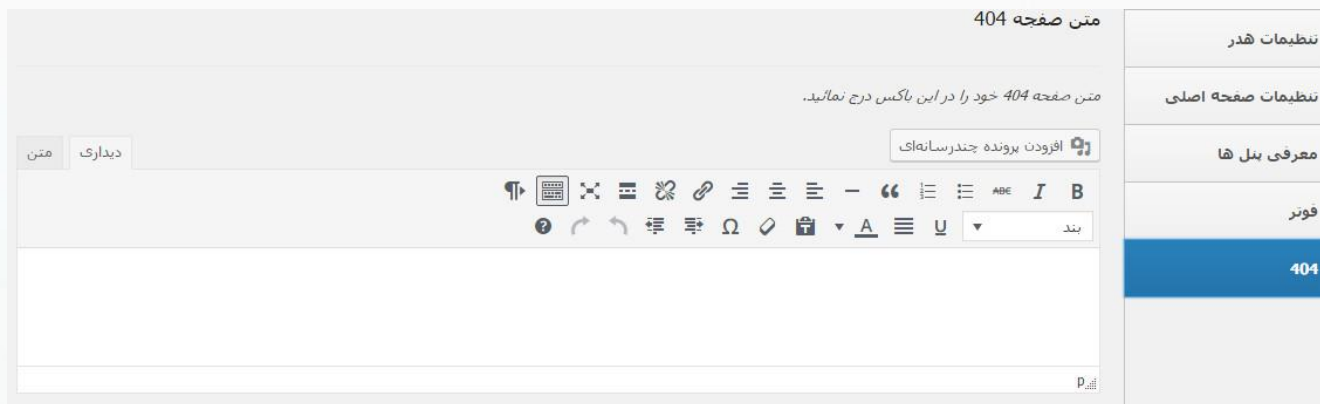 متن صفحه 404
متن صفحه 404 خود را در این باکس درج نمائید.
افزودن پرونده چندرسانه‌ای
دیداری
متن
B I ABC
بند
U A Ω
p
تنظیمات هدر
تنظیمات صفحه اصلی
معرفی پنل ها
فوتر
404